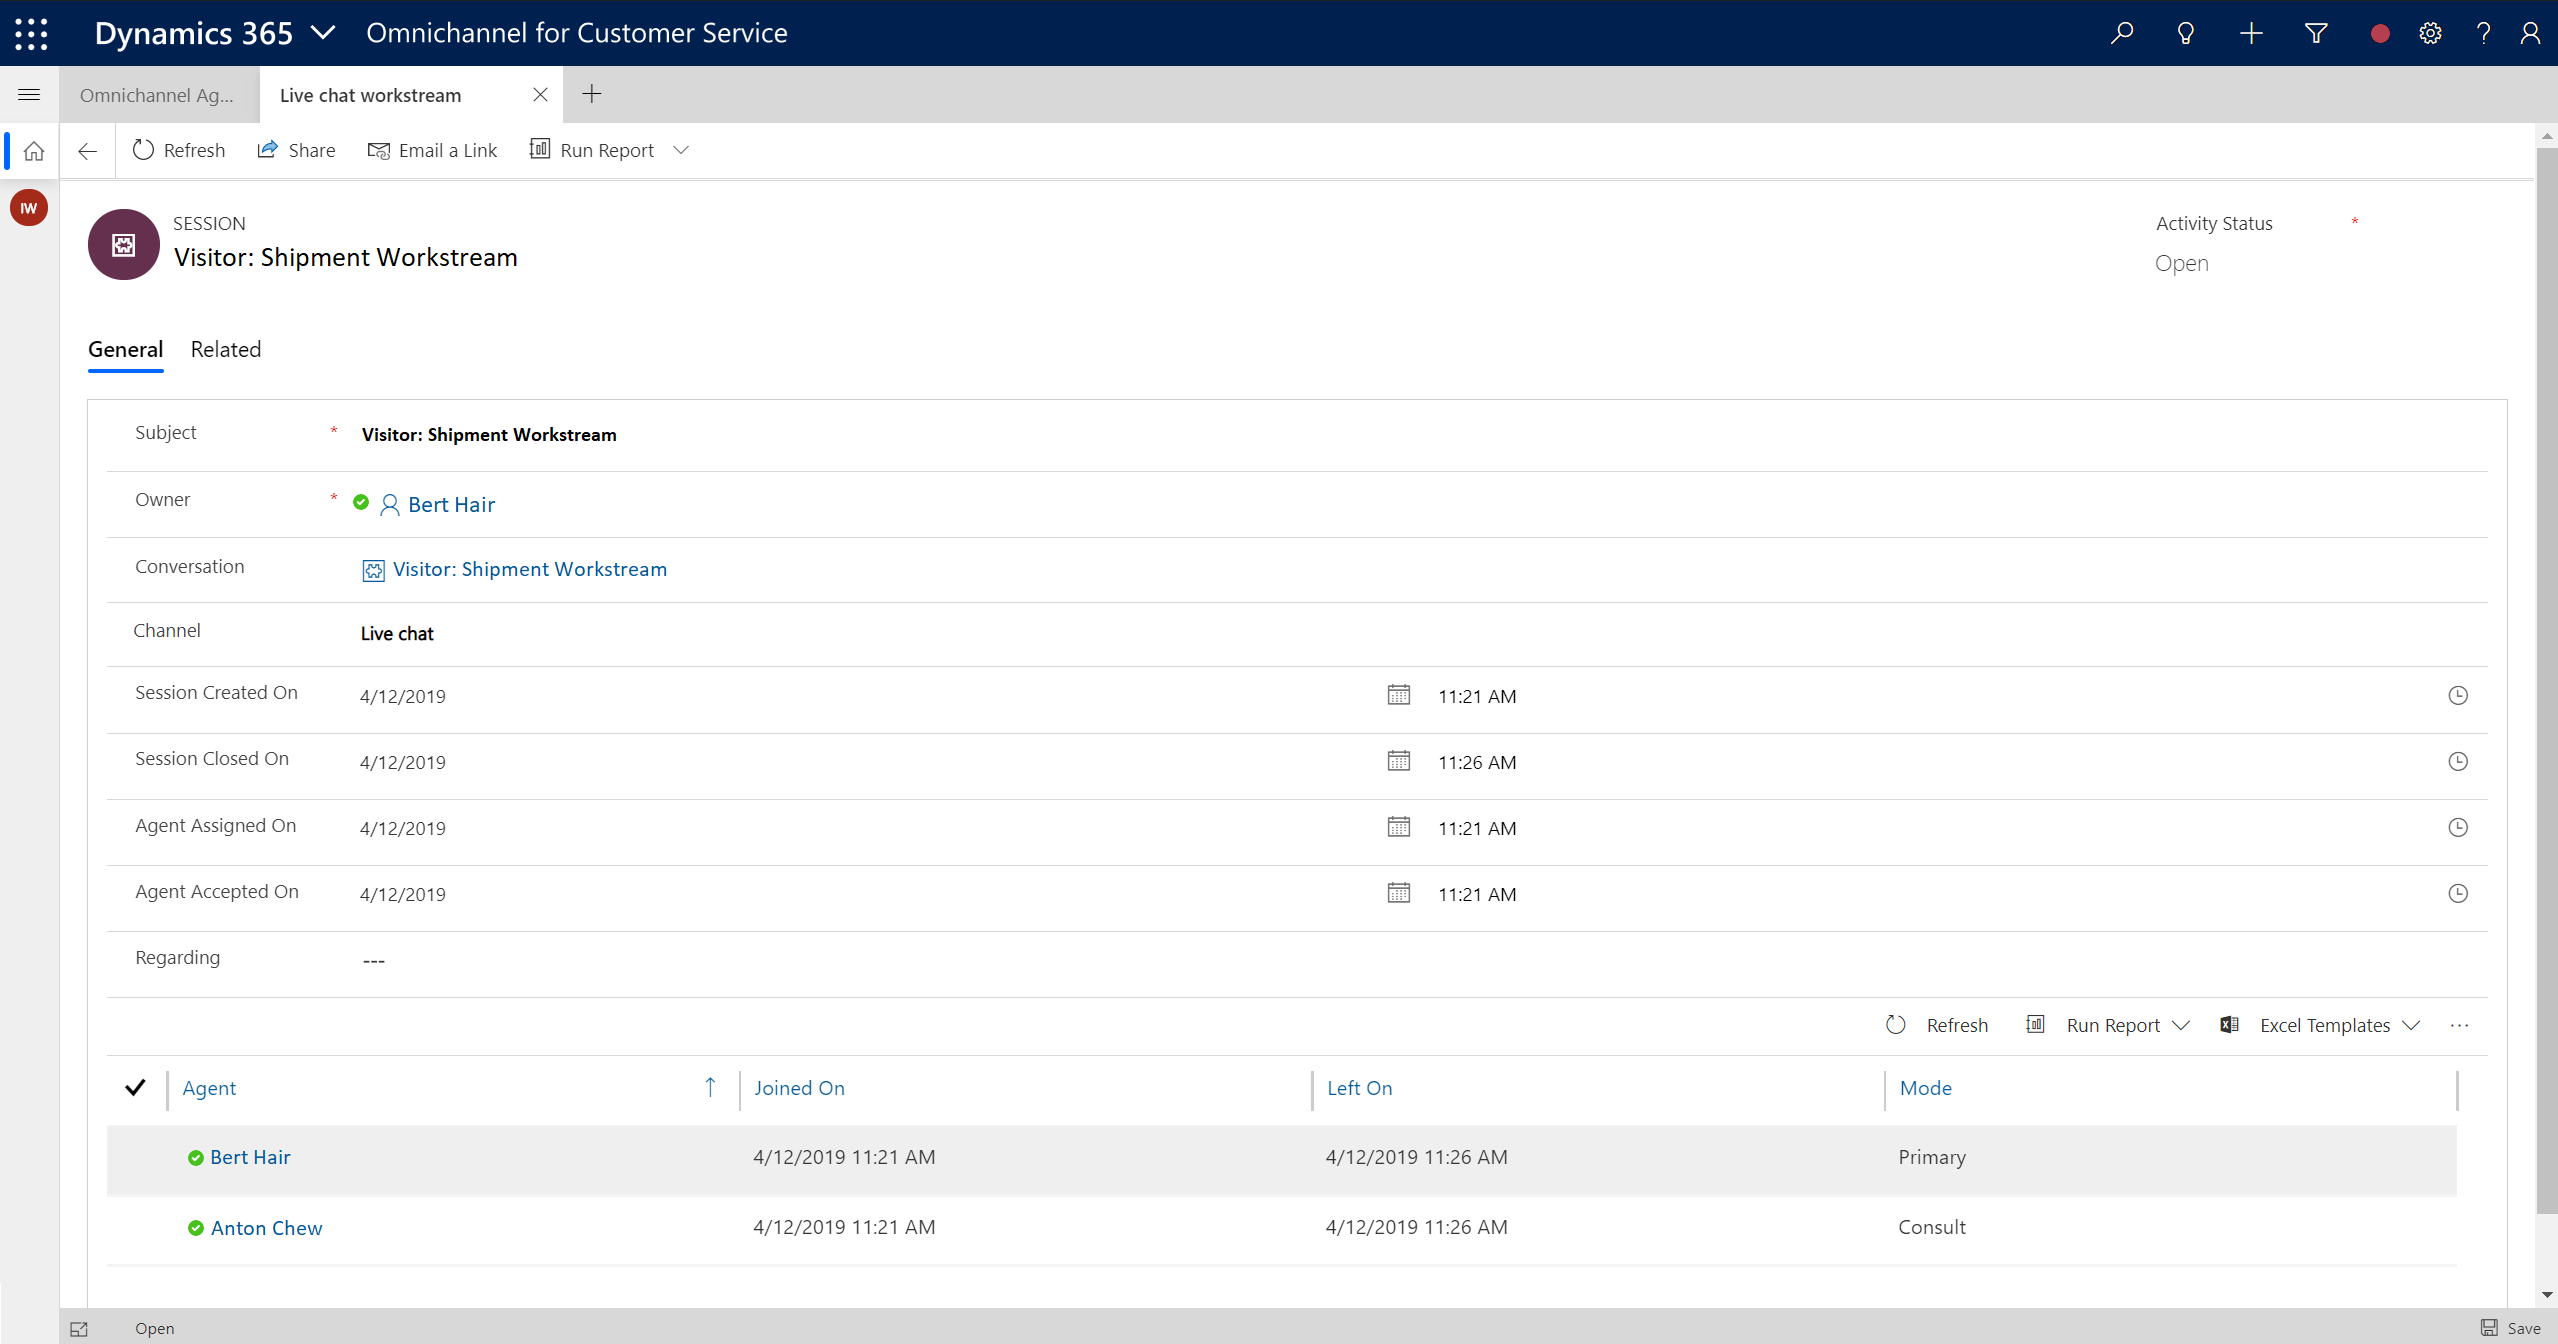 Dynamics 365 Omnichannel for Customer Service
Omnichannel Ag... Live chat workstream
Refresh Share Email a Link Run Report
IW
SESSION
Visitor: Shipment Workstream
Activity Status *
Open
General Related
Subject * Visitor: Shipment Workstream
Owner * Bert Hair
Conversation Visitor: Shipment Workstream
Channel Live chat
Session Created On 4/12/2019 11:21 AM
Session Closed On 4/12/2019 11:26 AM
Agent Assigned On 4/12/2019 11:21 AM
Agent Accepted On 4/12/2019 11:21 AM
Regarding ---
Refresh Run Report Excel Templates ...
Agent Joined On Left On Mode
Bert Hair 4/12/2019 11:21 AM 4/12/2019 11:26 AM Primary
Anton Chew 4/12/2019 11:21 AM 4/12/2019 11:26 AM Consult
Open Save